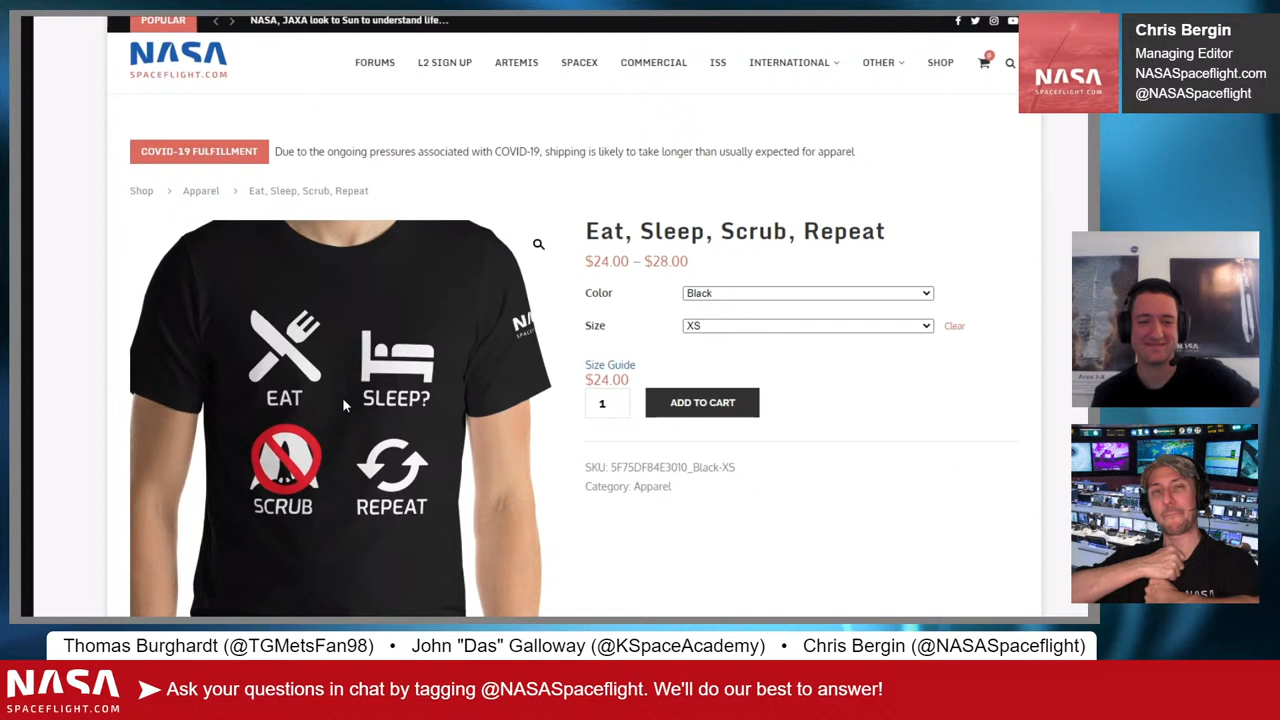 POPULAR
NASA, JAXA look to Sun to understand life...
NASA
SPACEFLIGHT.COM
FORUMS
L2 SIGN UP
ARTEMIS
SPACEX
COMMERCIAL
ISS
INTERNATIONAL
OTHER
SHOP
0
NASA
SPACEFLIGHT.COM
Chris Bergin
Managing Editor
NASASpaceflight.com
@NASASpaceflight
COVID-19 FULFILLMENT
Due to the ongoing pressures associated with COVID-19, shipping is likely to take longer than usually expected for apparel
Shop > Apparel > Eat, Sleep, Scrub, Repeat
EAT
SLEEP?
SCRUB
REPEAT
Eat, Sleep, Scrub, Repeat
$24.00 – $28.00
Color
Black
Size
XS
Clear
Size Guide
$24.00
1
ADD TO CART
SKU: 5F75DF84E3010_Black-XS
Category: Apparel
Thomas Burghardt (@TGMetsFan98) • John "Das" Galloway (@KSpaceAcademy) • Chris Bergin (@NASASpaceflight)
NASA
SPACEFLIGHT.COM
Ask your questions in chat by tagging @NASASpaceflight. We'll do our best to answer!